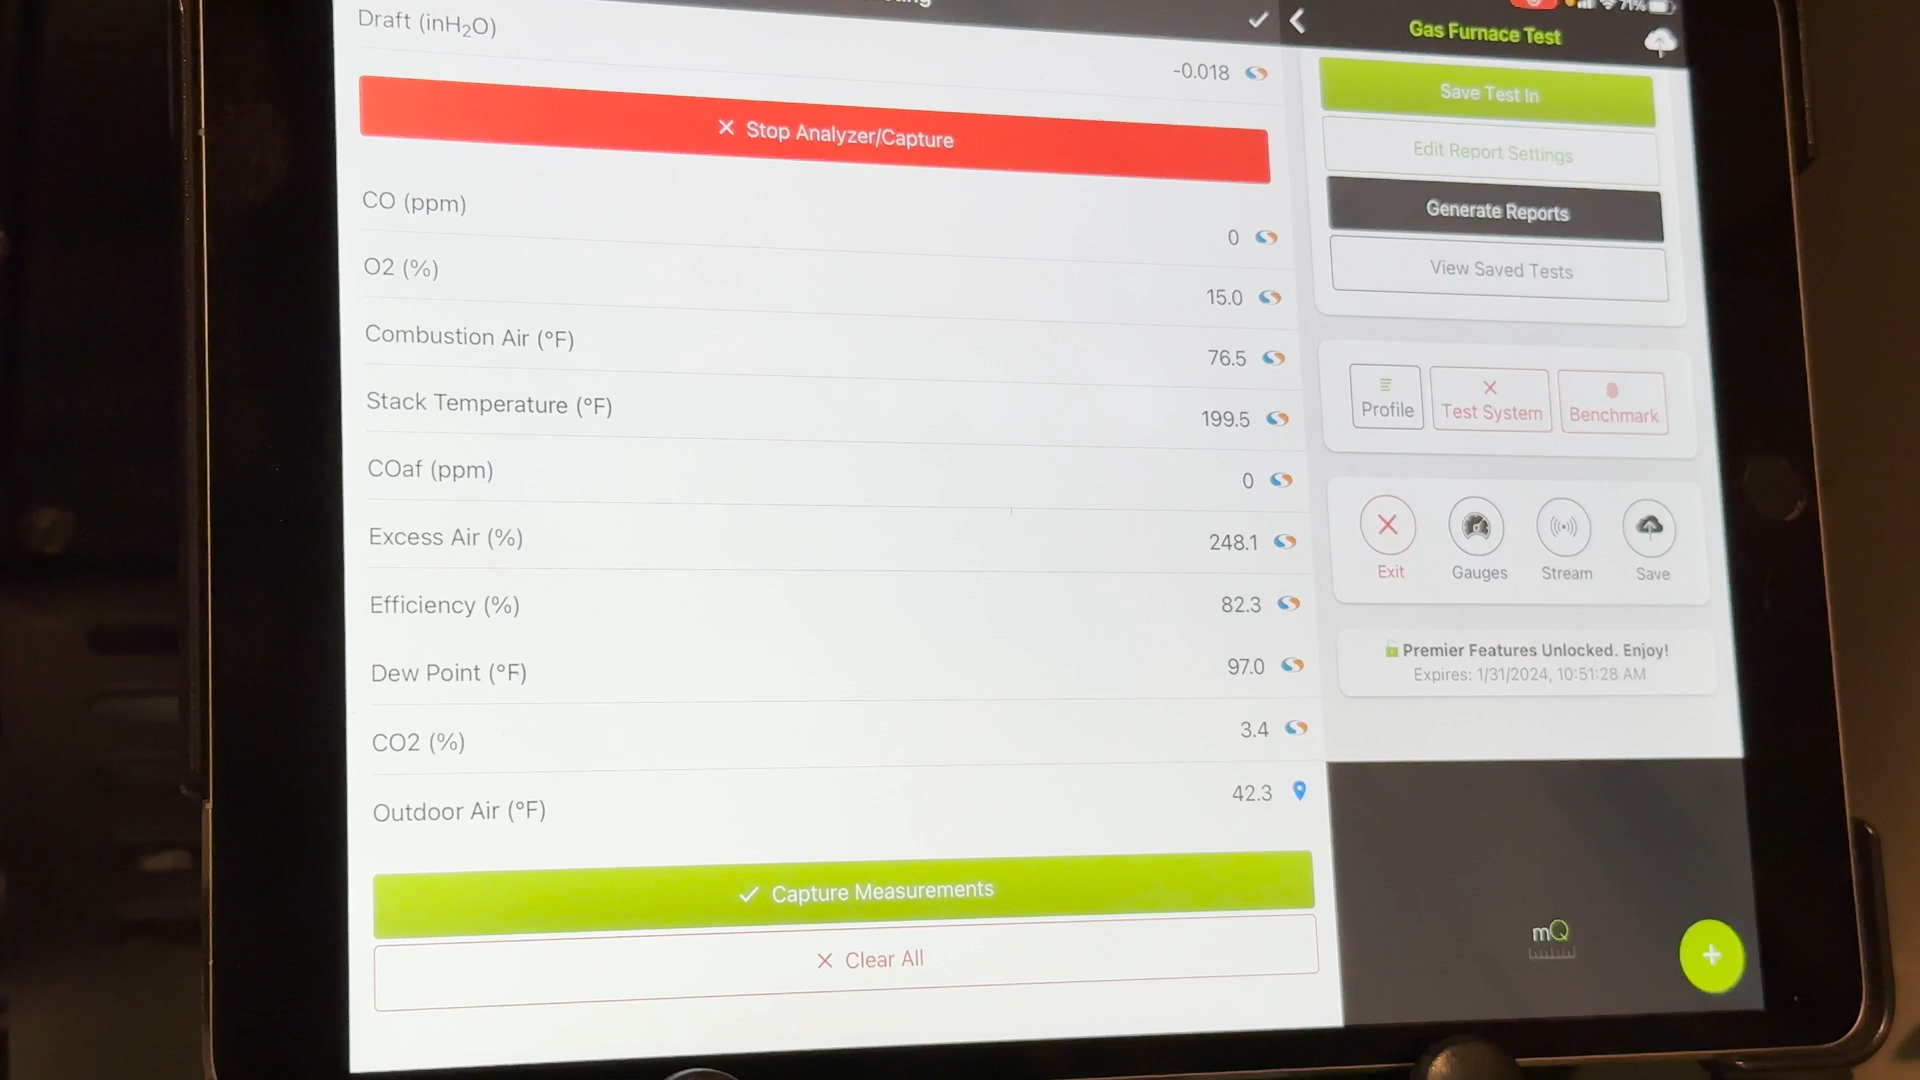 Draft (inH₂O)
-0.018
✕ Stop Analyzer/Capture
CO (ppm)
0
O2 (%)
15.0
Combustion Air (°F)
76.5
Stack Temperature (°F)
199.5
COaf (ppm)
0
Excess Air (%)
248.1
Efficiency (%)
82.3
Dew Point (°F)
97.0
CO2 (%)
3.4
Outdoor Air (°F)
42.3
✓ Capture Measurements
✕ Clear All
71%
Gas Furnace Test
Save Test In
Edit Report Settings
Generate Reports
View Saved Tests
Profile
Test System
Benchmark
Exit
Gauges
Stream
Save
Premier Features Unlocked. Enjoy!
Expires: 1/31/2024, 10:51:28 AM
mQ
+